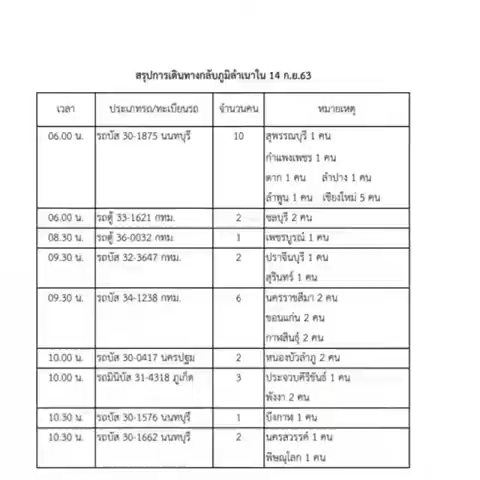 สรุปการเดินทางกลับภูมิลำเนาใน 14 ก.ย.63
เวลา ประเภทรถ/ทะเบียนรถ จำนวนคน หมายเหตุ
06.00 น. รถบัส 30-1875 นนทบุรี 10 สุพรรณบุรี 1 คน
กำแพงเพชร 1 คน
ตาก 1 คน ลำปาง 1 คน
ลำพูน 1 คน เชียงใหม่ 5 คน
06.00 น. รถตู้ 33-1621 กทม. 2 ชลบุรี 2 คน
08.30 น. รถตู้ 36-0032 กทม. 1 เพชรบูรณ์ 1 คน
09.30 น. รถบัส 32-3647 กทม. 2 ปราจีนบุรี 1 คน
สุรินทร์ 1 คน
09.30 น. รถบัส 34-1238 กทม. 6 นครราชสีมา 2 คน
ขอนแก่น 2 คน
กาฬสินธุ์ 2 คน
10.00 น. รถบัส 30-0417 นครปฐม 2 หนองบัวลำภู 2 คน
10.00 น. รถมินิบัส 31-4318 ภูเก็ต 3 ประจวบคีรีขันธ์ 1 คน
พังงา 2 คน
10.30 น. รถบัส 30-1576 นนทบุรี 1 บึงกาฬ 1 คน
10.30 น. รถบัส 30-1662 นนทบุรี 2 นครสวรรค์ 1 คน
พิษณุโลก 1 คน